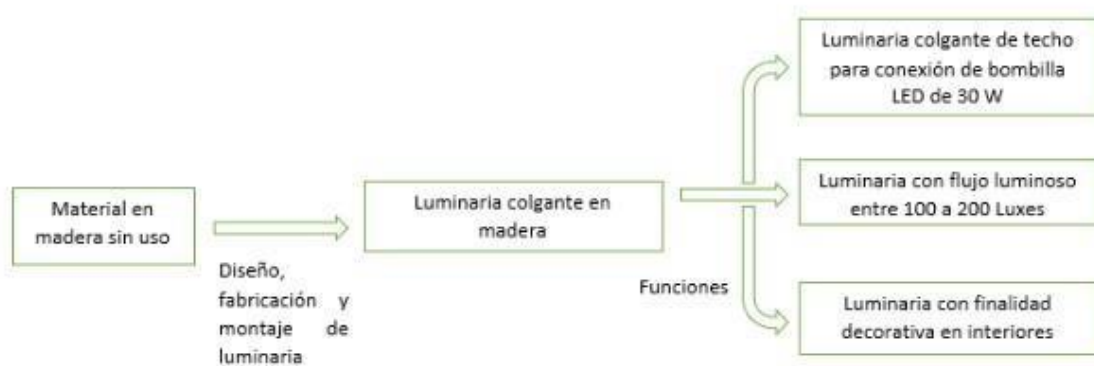 Material en
madera sin uso
Diseño,
fabricación y
montaje de
luminaria
Luminaria colgante en
madera
Funciones
Luminaria colgante de techo
para conexión de bombilla
LED de 30 W
Luminaria con flujo luminoso
entre 100 a 200 Luxes
Luminaria con finalidad
decorativa en interiores